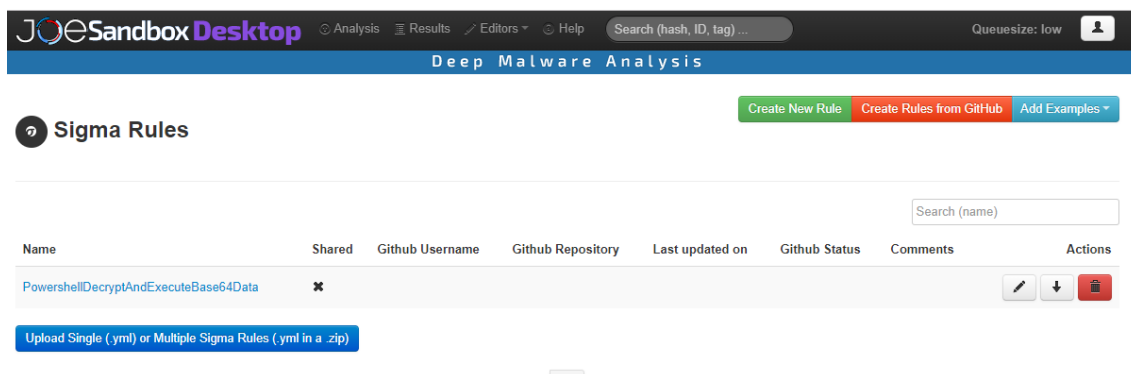 JOeSandbox Desktop Analysis Results Editors Help Search (hash, ID, tag) ... Queuesize: low
Deep Malware Analysis
Create New Rule Create Rules from GitHub Add Examples
Sigma Rules
Search (name)
Name Shared Github Username Github Repository Last updated on Github Status Comments Actions
PowershellDecryptAndExecuteBase64Data
Upload Single (.yml) or Multiple Sigma Rules (.yml in a .zip)